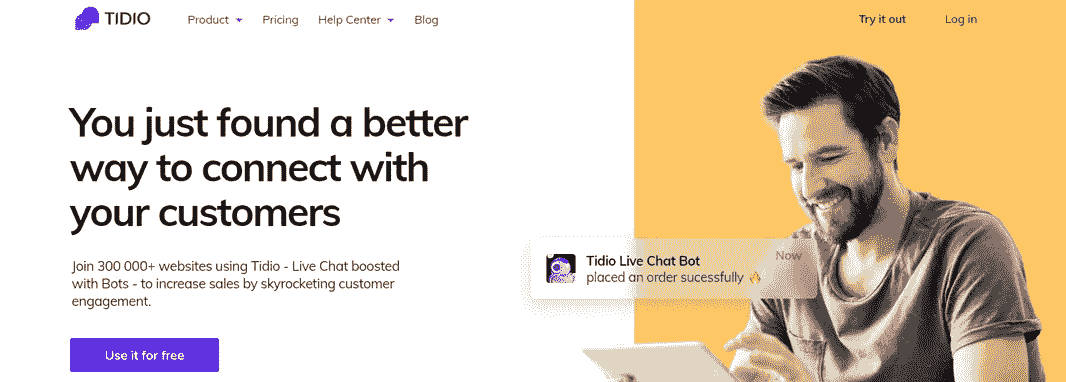 TIDIO
Product
Pricing
Help Center
Blog
Try it out
Log in
You just found a better
way to connect with
your customers
Join 300 000+ websites using Tidio - Live Chat boosted
with Bots - to increase sales by skyrocketing customer
engagement.
Tidio Live Chat Bot
Now
placed an order sucessfully
Use it for free